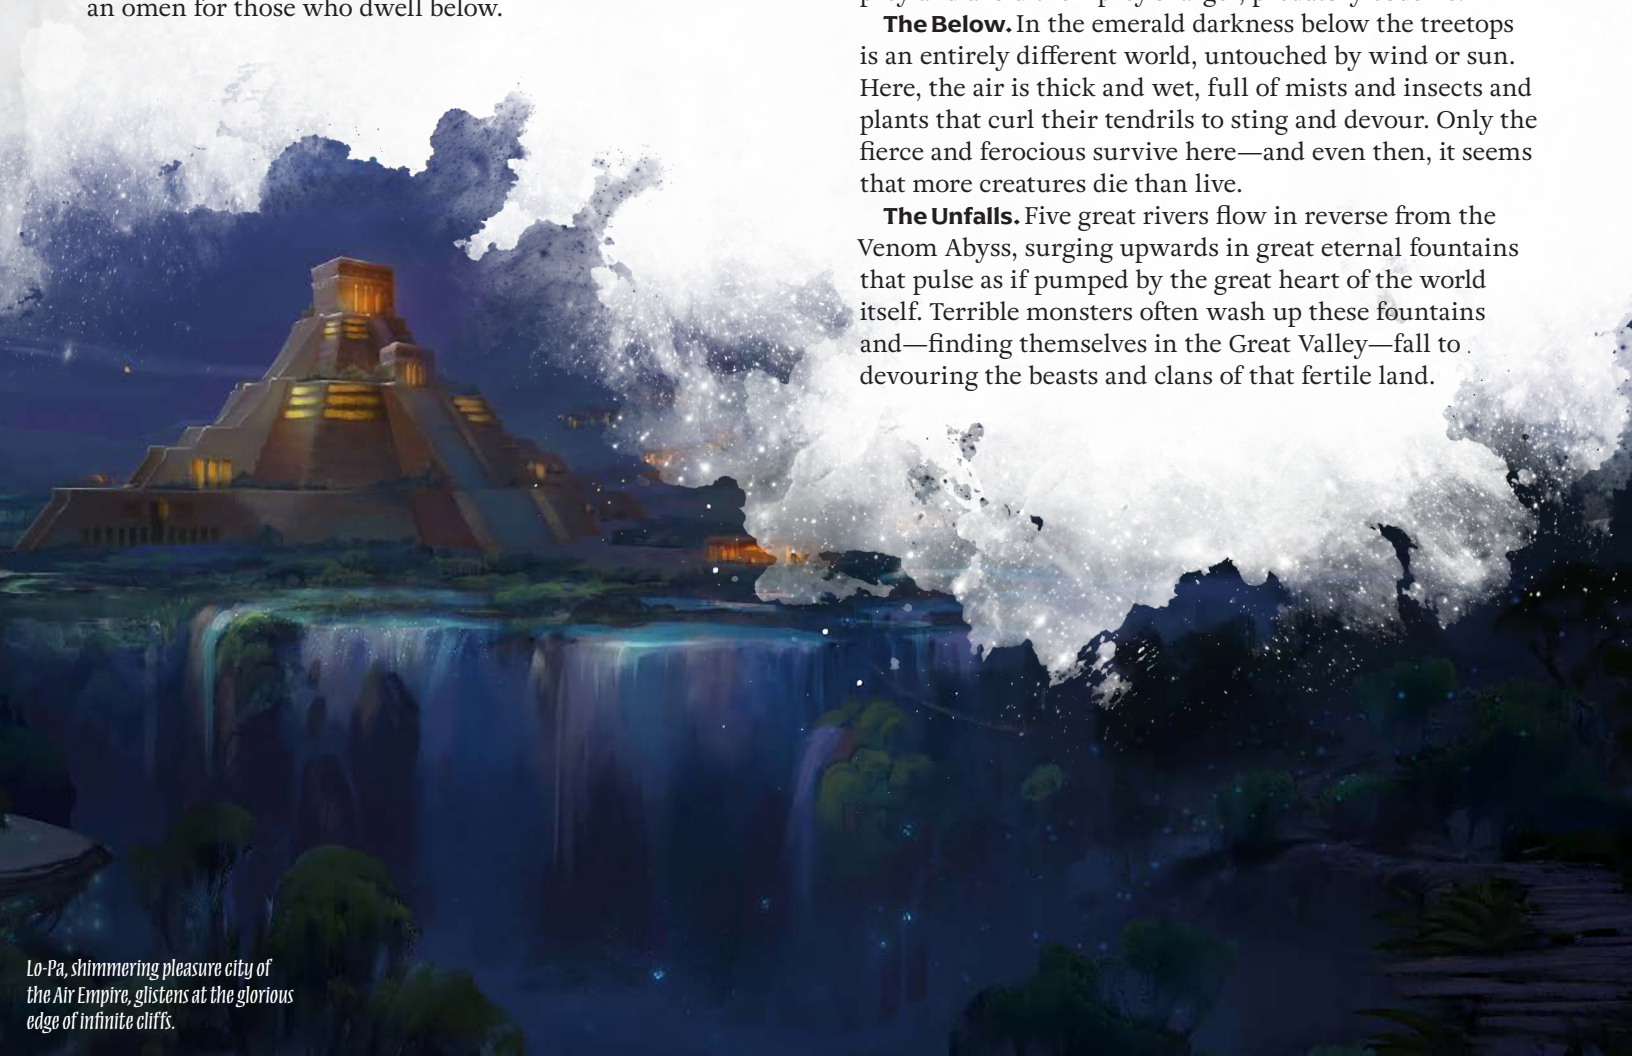 an omen for those who dwell below.
The Below. In the emerald darkness below the treetops
is an entirely different world, untouched by wind or sun.
Here, the air is thick and wet, full of mists and insects and
plants that curl their tendrils to sting and devour. Only the
fierce and ferocious survive here—and even then, it seems
that more creatures die than live.
The Unfalls. Five great rivers flow in reverse from the
Venom Abyss, surging upwards in great eternal fountains
that pulse as if pumped by the great heart of the world
itself. Terrible monsters often wash up these fountains
and—finding themselves in the Great Valley—fall to
devouring the beasts and clans of that fertile land.
Lo-Pa, shimmering pleasure city of
the Air Empire, glistens at the glorious
edge of infinite cliffs.